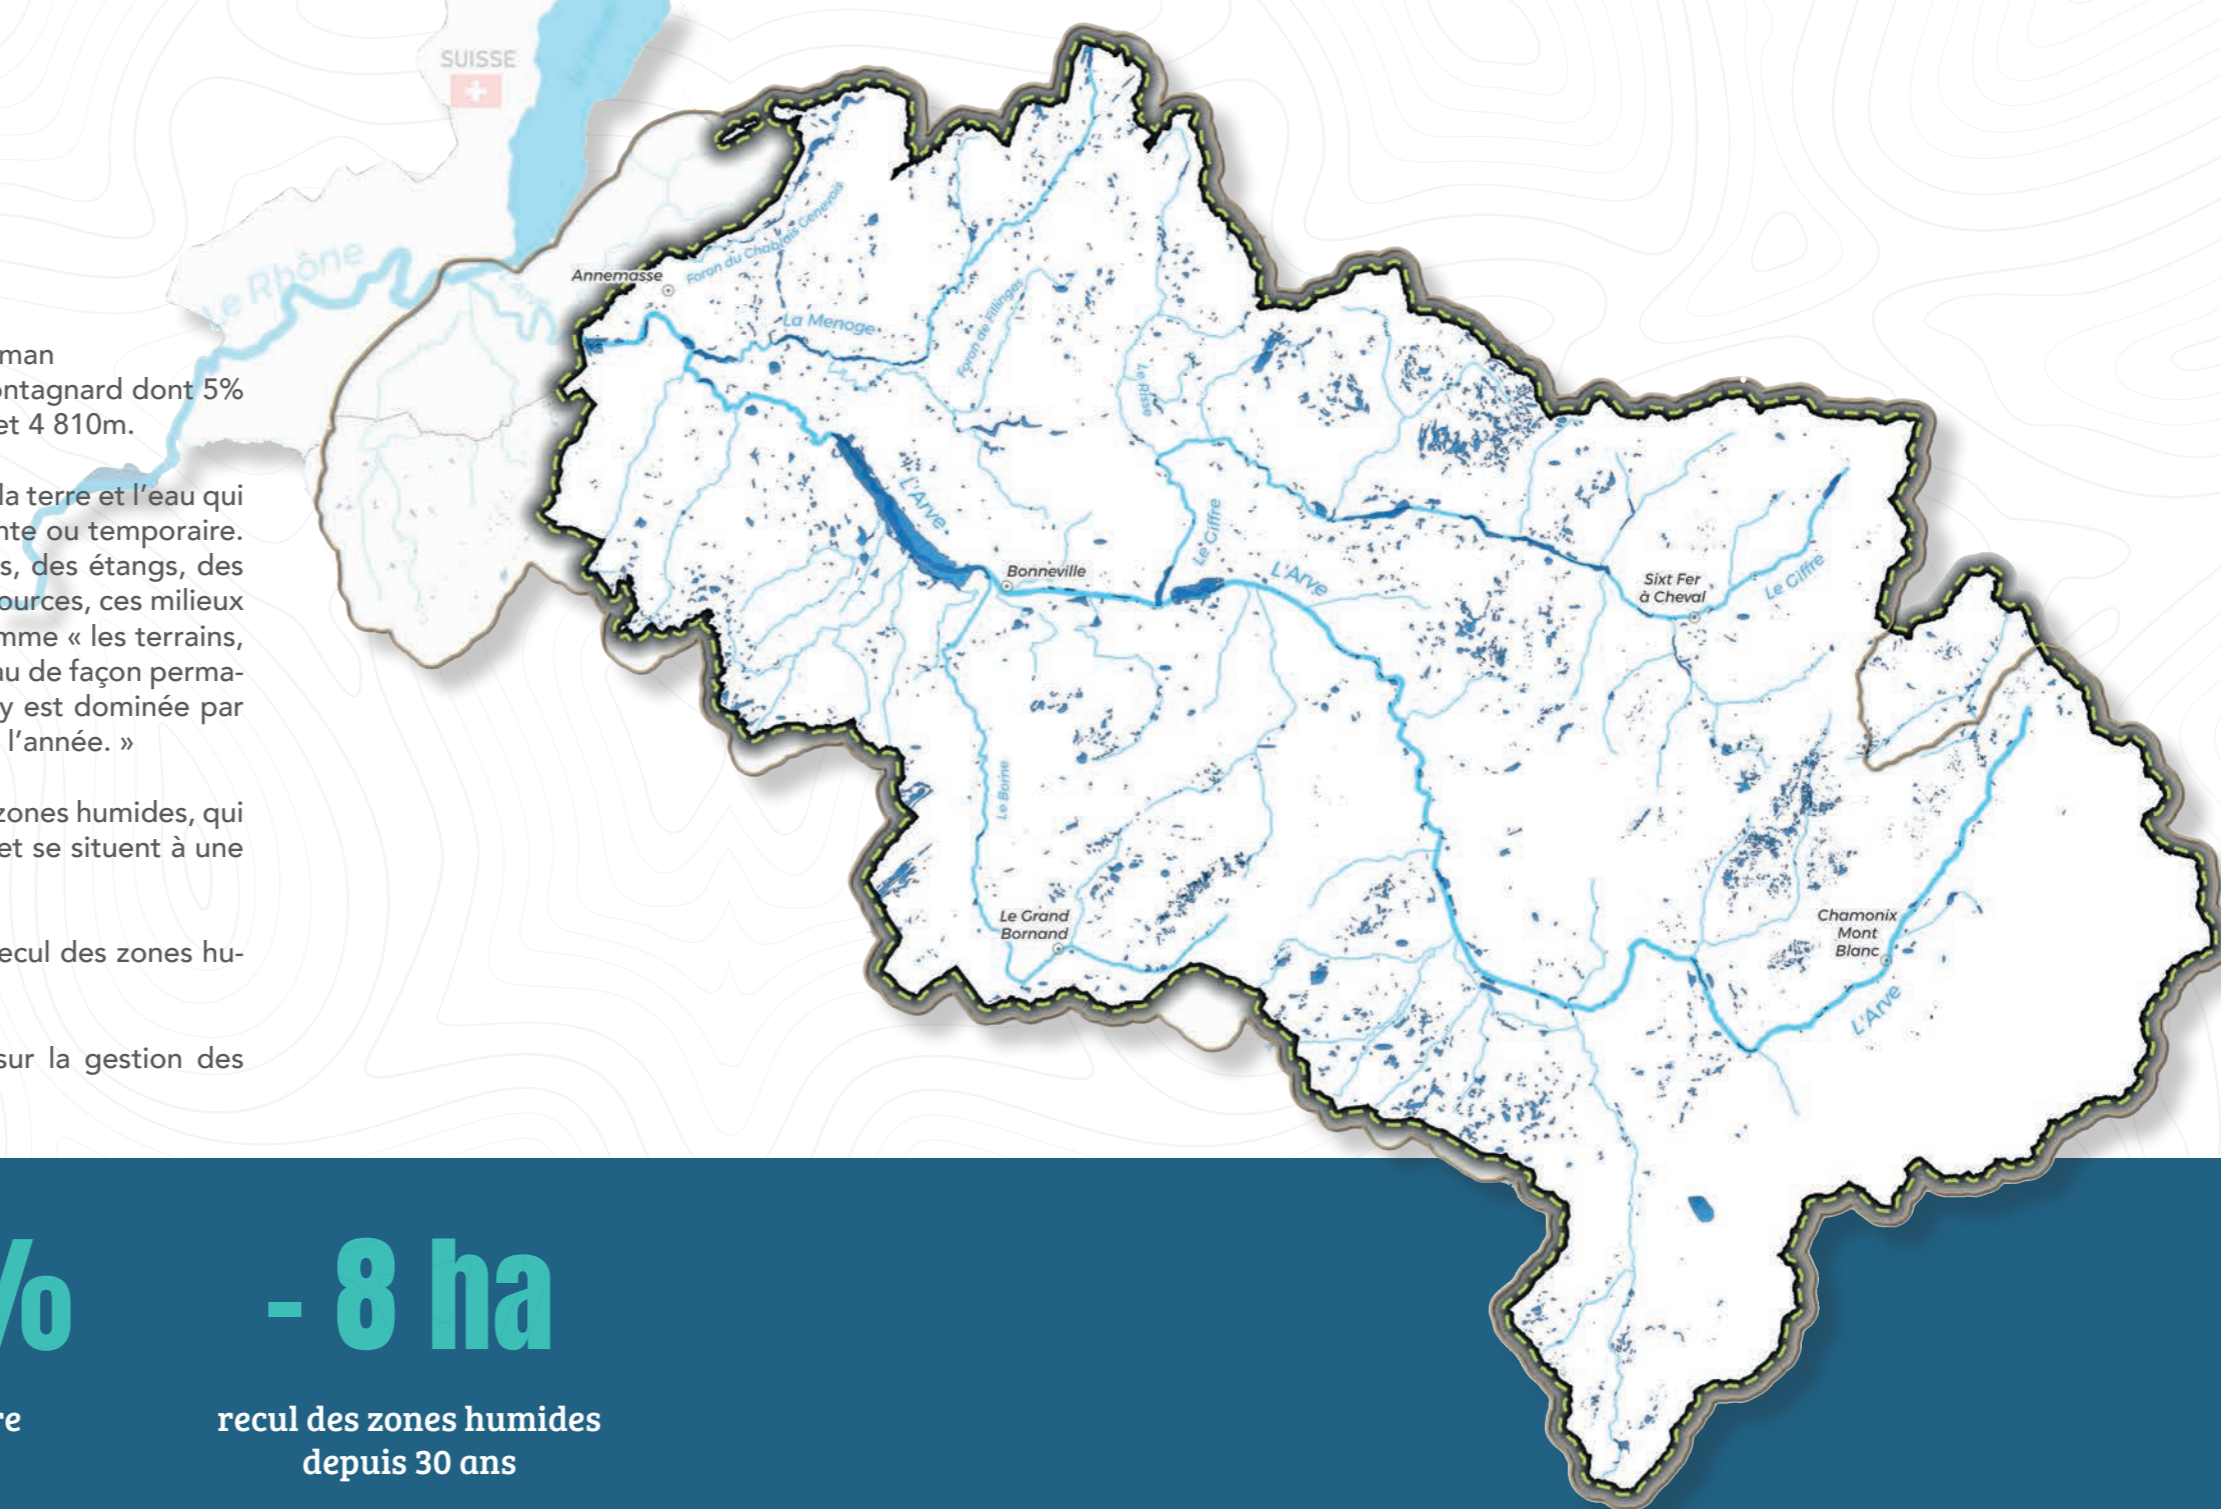 man
ontagnard dont 5%
et 4 810m.
la terre et l'eau qui
nte ou temporaire.
s, des étangs, des
ources, ces milieux
mme « les terrains,
au de façon perma-
y est dominée par
l'année. »
zones humides, qui
et se situent à une
recul des zones hu-
sur la gestion des
SUISSE
Le Rhône
L'Arve
Annemasse
Foron du Chablais Genevois
La Menoge
Foron de Fillinges
Le Risse
L'Arve
Bonneville
Le Giffre
L'Arve
Sixt Fer
à Cheval
Le Giffre
Le Borne
Le Grand
Bornand
Chamonix
Mont
Blanc
L'Arve
%
re
- 8 ha
recul des zones humides
depuis 30 ans